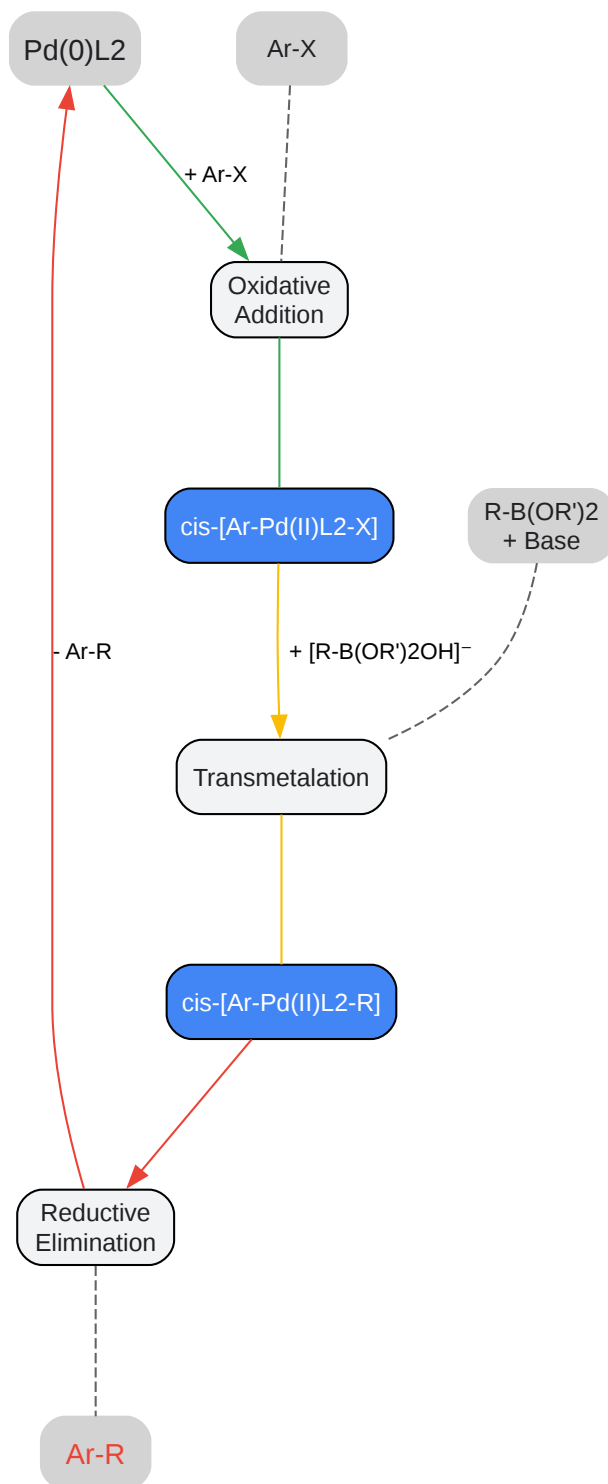 Pd(0)L2
Ar-X
+ Ar-X
Oxidative
Addition
cis-[Ar-Pd(II)L2-X]
R-B(OR')2
+ Base
- Ar-R
+ [R-B(OR')2OH]⁻
Transmetalation
cis-[Ar-Pd(II)L2-R]
Reductive
Elimination
Ar-R